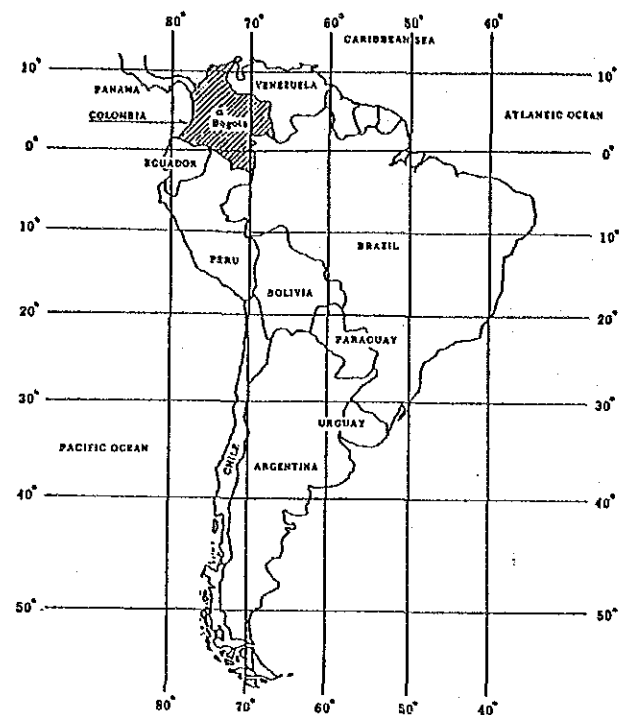 80° 70° 60° 50° 40°
CARIBBEAN SEA
10° 10°
PANAMA VENEZUELA
COLOMBIA ATLANTIC OCEAN
Bogota
0° 0°
ECUADOR
10° 10°
PERU BRAZIL
BOLIVIA
20° 20°
PARAGUAY
30° 30°
URGUAY
PACIFIC OCEAN CHILE ARGENTINA
40° 40°
50° 50°
80° 70° 60° 50° 40°